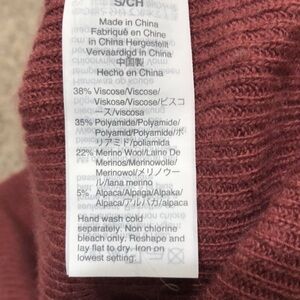 S/CH
Made in China
Fabriqué en Chine
in China Hergestellt
Vervaardigd in China
中国製
Hecho en China
38% Viscose/Viscose/
Viskose/Viscose/ビスコ
ース/viscosa
35% Polyamide/Polyamide/
Polyamid/Polyamide/ポ
リアミド/poliamida
22% Merino Wool/Laine De
Merinos/Merinowolle/
Merinowol/メリノウー
ル/lana merino
5% Alpaca/Alpaga/Alpaka/
Alpaca/アルパカ/alpaca
Hand wash cold
separately. Non chlorine
bleach only. Reshape and
lay flat to dry. Iron on
lowest setting.